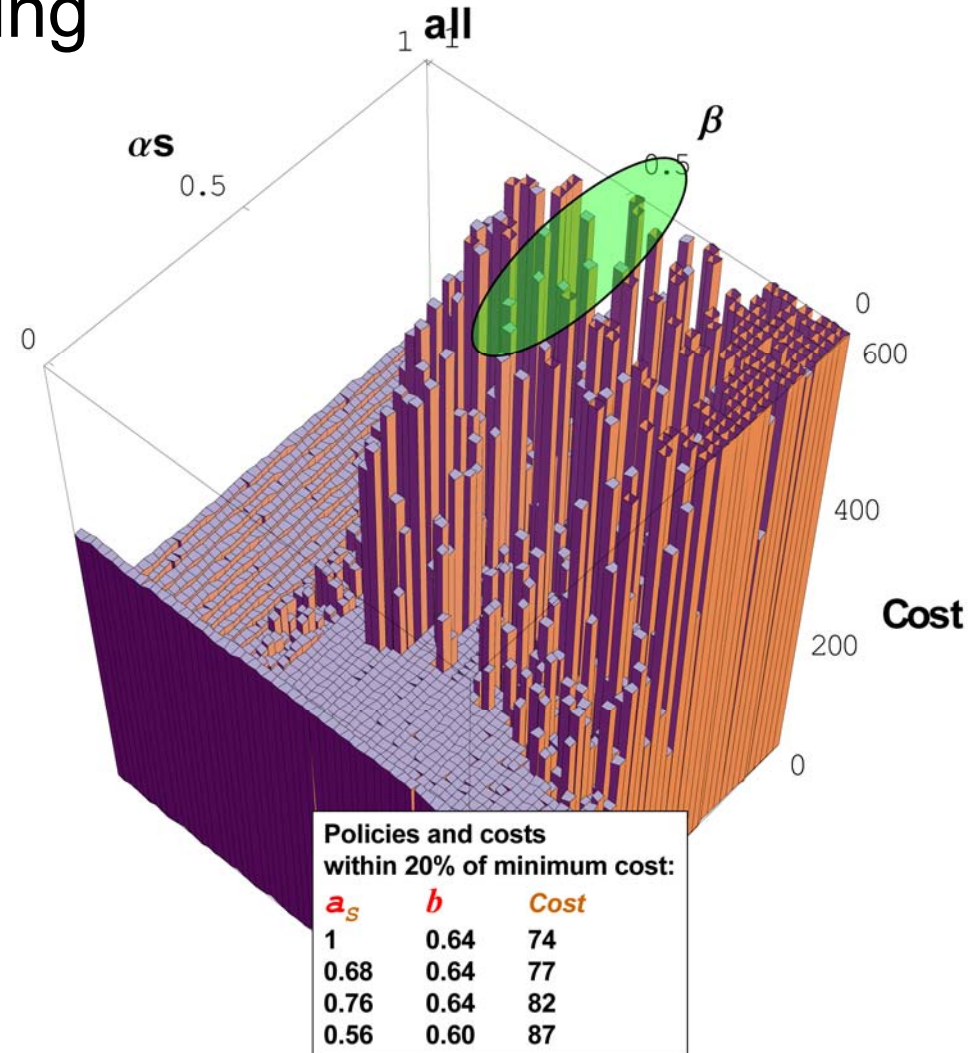 ing
all
1 1
αs
β
0.5
0.5
0
0
600
400
Cost
200
0
Policies and costs
within 20% of minimum cost:
as b Cost
1 0.64 74
0.68 0.64 77
0.76 0.64 82
0.56 0.60 87